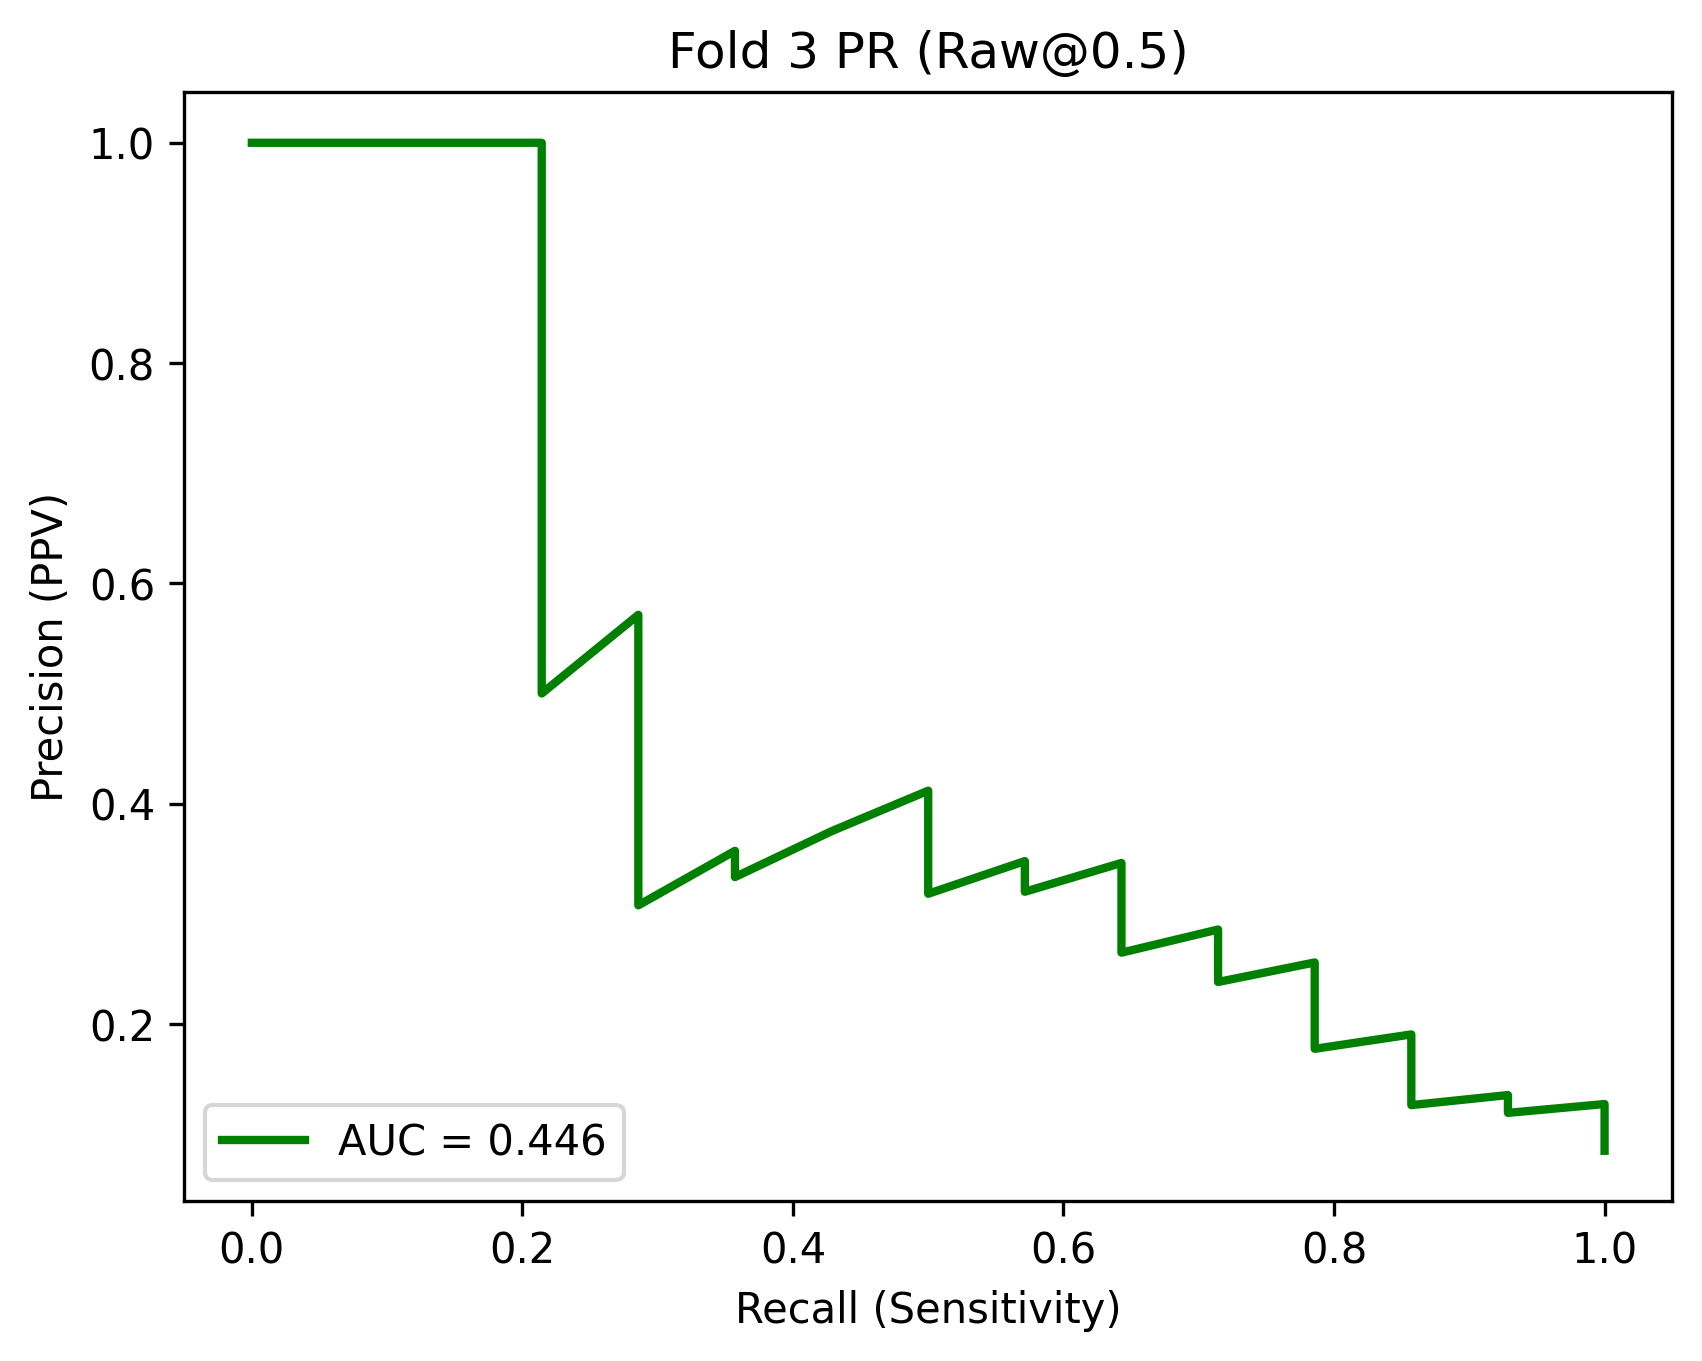 Fold 3 PR (Raw@0.5)
Precision (PPV)
1.0
0.8
0.6
0.4
0.2
AUC = 0.446
0.0 0.2 0.4 0.6 0.8 1.0
Recall (Sensitivity)